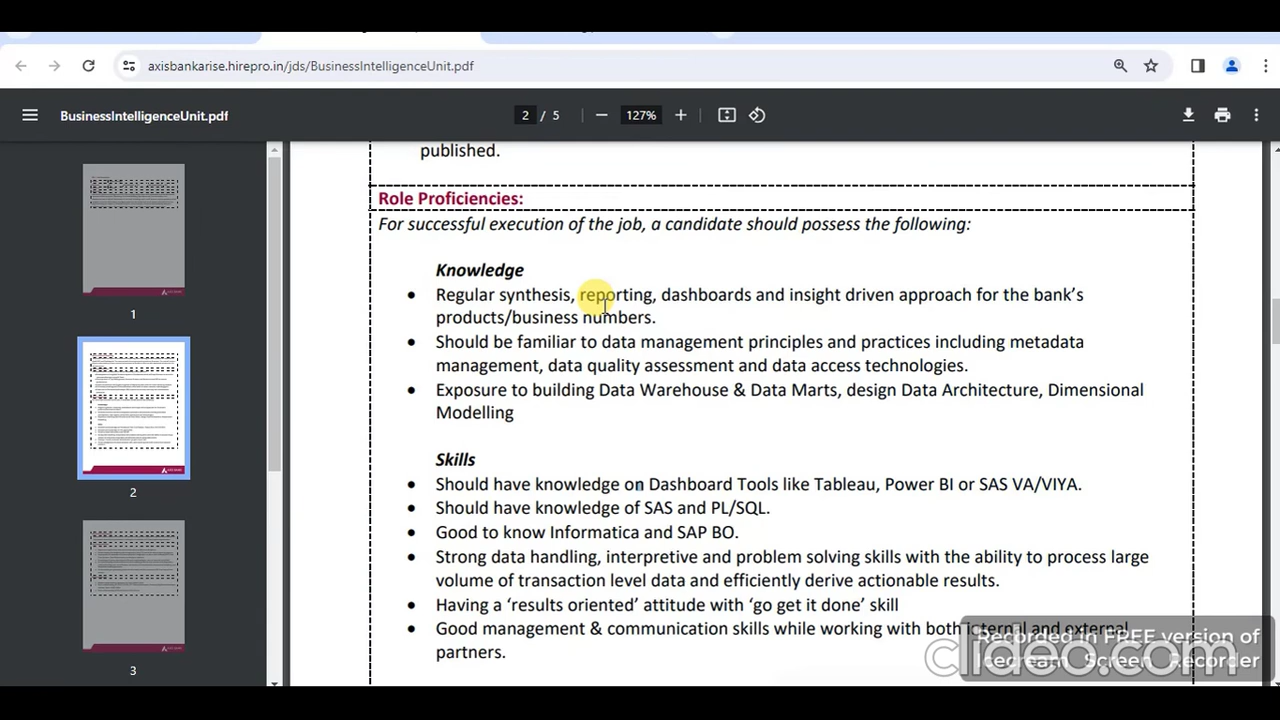 axisbankarise.hirepro.in/jds/BusinessIntelligenceUnit.pdf
BusinessIntelligenceUnit.pdf
2 / 5
127%
published.
Role Proficiencies:
For successful execution of the job, a candidate should possess the following:
Knowledge
• Regular synthesis, reporting, dashboards and insight driven approach for the bank's
products/business numbers.
• Should be familiar to data management principles and practices including metadata
management, data quality assessment and data access technologies.
• Exposure to building Data Warehouse & Data Marts, design Data Architecture, Dimensional
Modelling
Skills
• Should have knowledge on Dashboard Tools like Tableau, Power BI or SAS VA/VIYA.
• Should have knowledge of SAS and PL/SQL.
• Good to know Informatica and SAP BO.
• Strong data handling, interpretive and problem solving skills with the ability to process large
volume of transaction level data and efficiently derive actionable results.
• Having a 'results oriented' attitude with 'go get it done' skill
• Good management & communication skills while working with both internal and external
partners.
1
2
3
Recorded in FREE version of
Icecream Screen Recorder
clideo.com